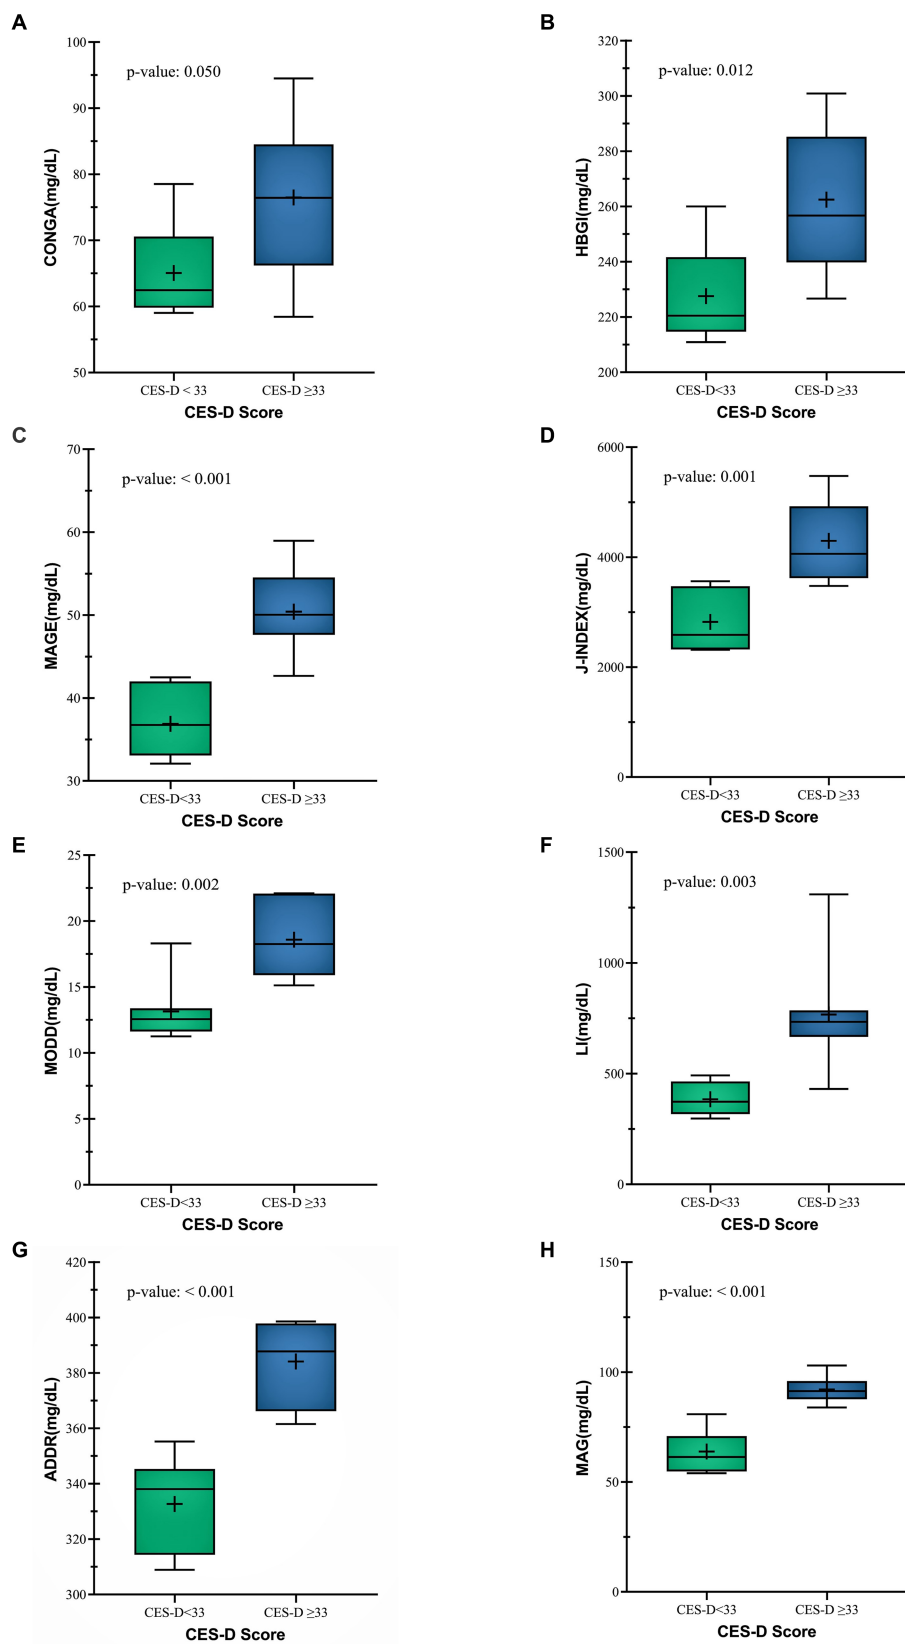 A
p-value: 0.050
100
90
80
70
60
50
CONGA(mg/dL)
CES-D < 33
CES-D ≥33
CES-D Score
B
p-value: 0.012
320
300
280
260
240
220
200
HBGI(mg/dL)
CES-D<33
CES-D ≥33
CES-D Score
C
p-value: < 0.001
70
60
50
40
30
MAGE(mg/dL)
CES-D<33
CES-D ≥33
CES-D Score
D
p-value: 0.001
6000
4000
2000
0
J-INDEX(mg/dL)
CES-D<33
CES-D ≥33
CES-D Score
E
p-value: 0.002
25
20
15
10
5
0
MODD(mg/dL)
CES-D<33
CES-D ≥33
CES-D Score
F
p-value: 0.003
1500
1000
500
0
LI(mg/dL)
CES-D<33
CES-D ≥33
CES-D Score
G
p-value: < 0.001
420
400
380
360
340
320
300
ADDR(mg/dL)
CES-D<33
CES-D ≥33
CES-D Score
H
p-value: < 0.001
150
100
50
0
MAG(mg/dL)
CES-D<33
CES-D ≥33
CES-D Score